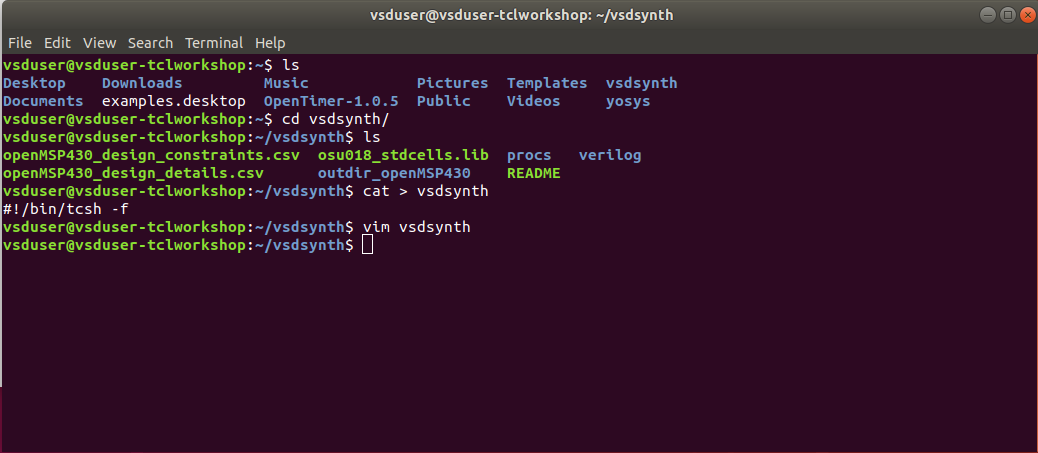 vsduser@vsduser-tclworkshop: ~/vsdsynth
File Edit View Search Terminal Help
vsduser@vsduser-tclworkshop:~$ ls
Desktop Downloads Music Pictures Templates vsdsynth
Documents examples.desktop OpenTimer-1.0.5 Public Videos yosys
vsduser@vsduser-tclworkshop:~$ cd vsdsynth/
vsduser@vsduser-tclworkshop:~/vsdsynth$ ls
openMSP430_design_constraints.csv osu018_stdcells.lib procs verilog
openMSP430_design_details.csv outdir_openMSP430 README
vsduser@vsduser-tclworkshop:~/vsdsynth$ cat > vsdsynth
#!/bin/tcsh -f
vsduser@vsduser-tclworkshop:~/vsdsynth$ vim vsdsynth
vsduser@vsduser-tclworkshop:~/vsdsynth$